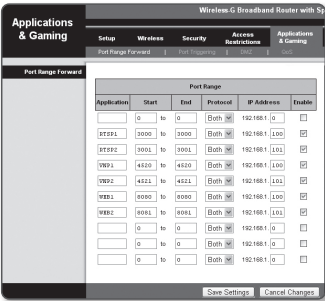 Wireless-G Broadband Router with Sp
Applications & Gaming
Setup Wireless Security Access Restrictions Applications & Gaming
Port Range Forward | Port Triggering | DMZ | QoS
Port Range Forward
Port Range
Application Start End Protocol IP Address Enable
0 to 0 Both 192.168.1. 0
RTSP1 3000 to 3000 Both 192.168.1. 100
RTSP2 3001 to 3001 Both 192.168.1. 101
VNP1 4520 to 4520 Both 192.168.1. 100
VNP2 4521 to 4521 Both 192.168.1. 101
WEB1 8080 to 8080 Both 192.168.1. 100
WEB2 8081 to 8081 Both 192.168.1. 101
0 to 0 Both 192.168.1. 0
0 to 0 Both 192.168.1. 0
0 to 0 Both 192.168.1. 0
Save Settings Cancel Changes